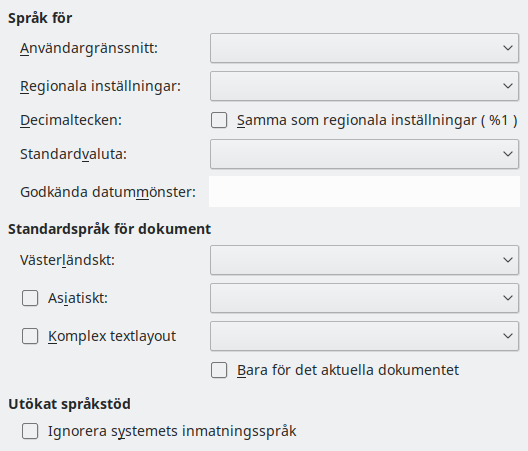 Språk för
Användargränssnitt:
Regionala inställningar:
Decimaltecken: Samma som regionala inställningar ( %1 )
Standardvaluta:
Godkända datummönster:
Standardspråk för dokument
Västerländskt:
Asiatiskt:
Komplex textlayout
Bara för det aktuella dokumentet
Utökat språkstöd
Ignorera systemets inmatningsspråk